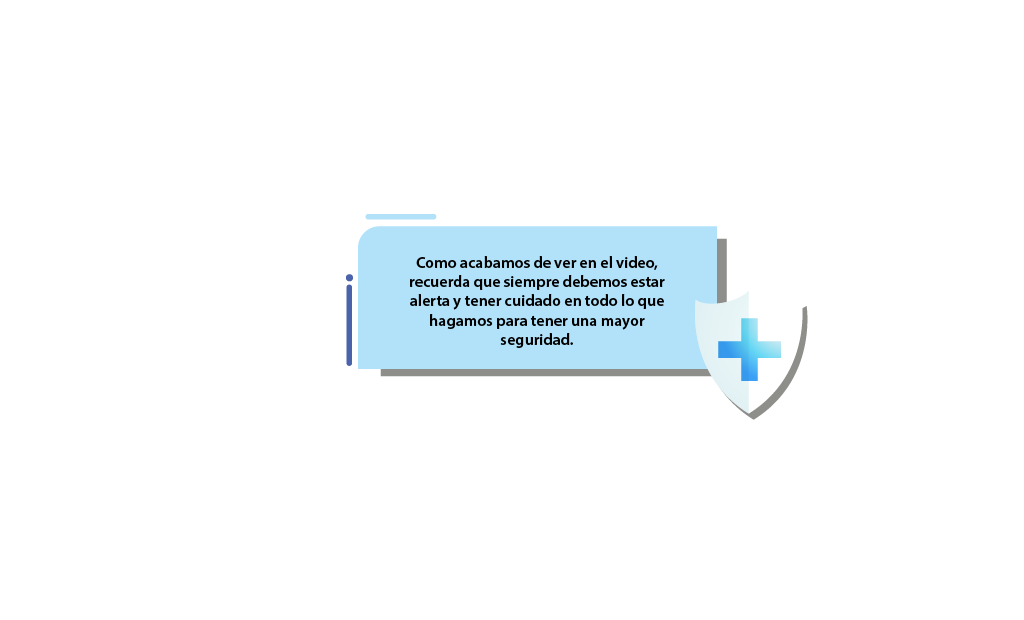 Como acabamos de ver en el video,
recuerda que siempre debemos estar
alerta y tener cuidado en todo lo que
hagamos para tener una mayor
seguridad.